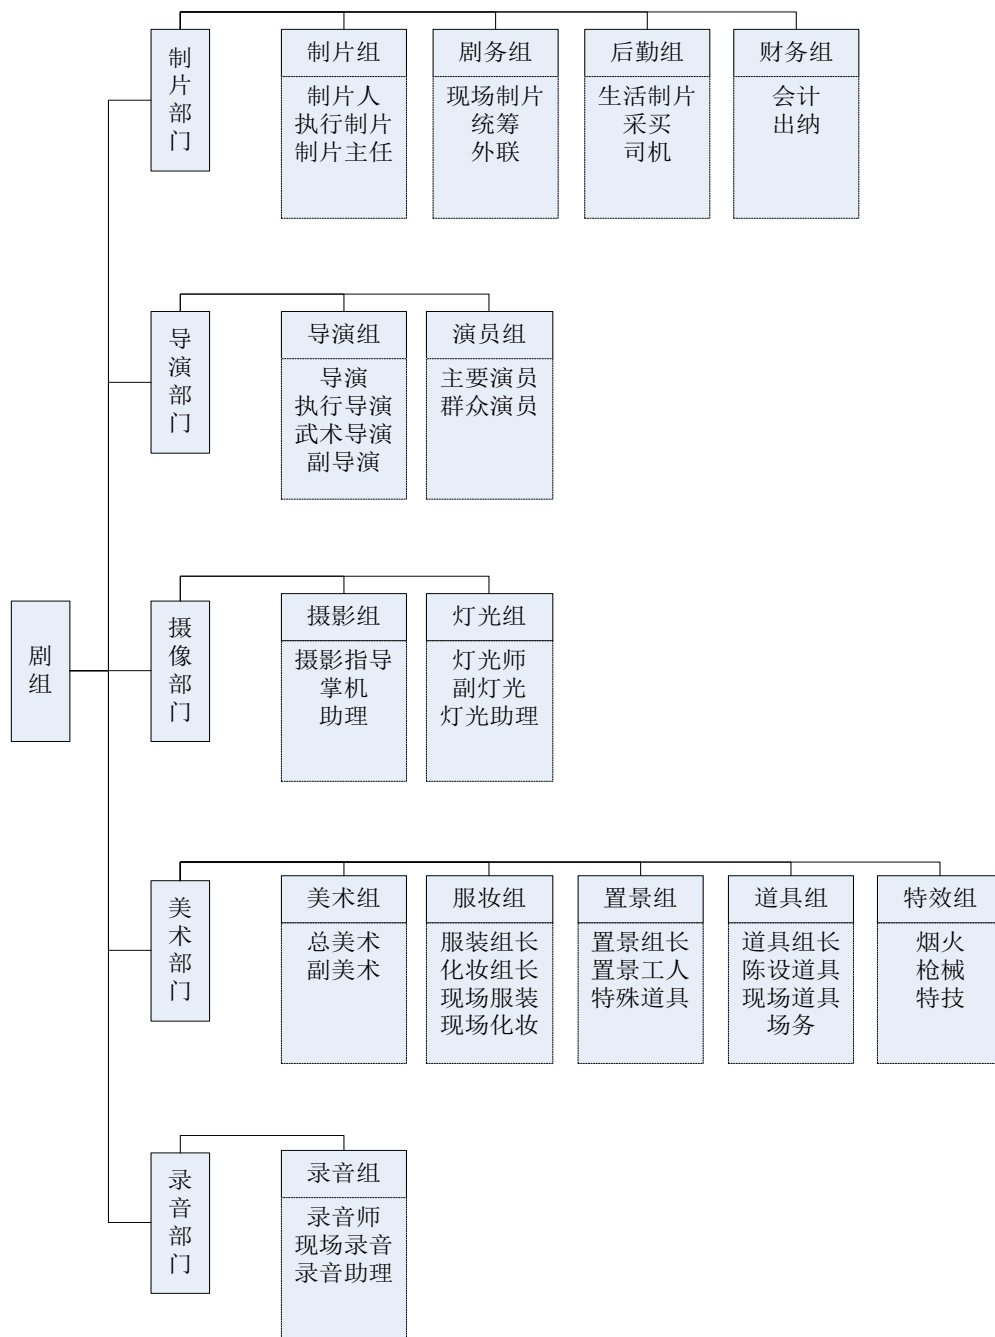 剧组
制片部门
制片组
制片人
执行制片
制片主任
剧务组
现场制片
统筹
外联
后勤组
生活制片
采买
司机
财务组
会计
出纳
导演部门
导演组
导演
执行导演
武术导演
副导演
演员组
主要演员
群众演员
摄像部门
摄影组
摄影指导
掌机
助理
灯光组
灯光师
副灯光
灯光助理
美术部门
美术组
总美术
副美术
服妆组
服装组长
化妆组长
现场服装
现场化妆
置景组
置景组长
置景工人
特殊道具
道具组
道具组长
陈设道具
现场道具
场务
特效组
烟火
枪械
特技
录音部门
录音组
录音师
现场录音
录音助理